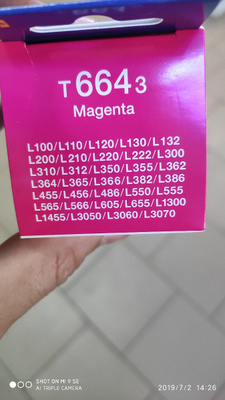 T6643
Magenta
L100/L110/L120/L130/L132
L200/L210/L220/L222/L300
L310/L312/L350/L355/L362
L364/L365/L366/L382/L386
L455/L456/L486/L550/L555
L565/L566/L605/L655/L1300
L1455/L3050/L3060/L3070
SHOT ON MI 9 SE
AI TRIPLE CAMERA
2019/7/2 14:26